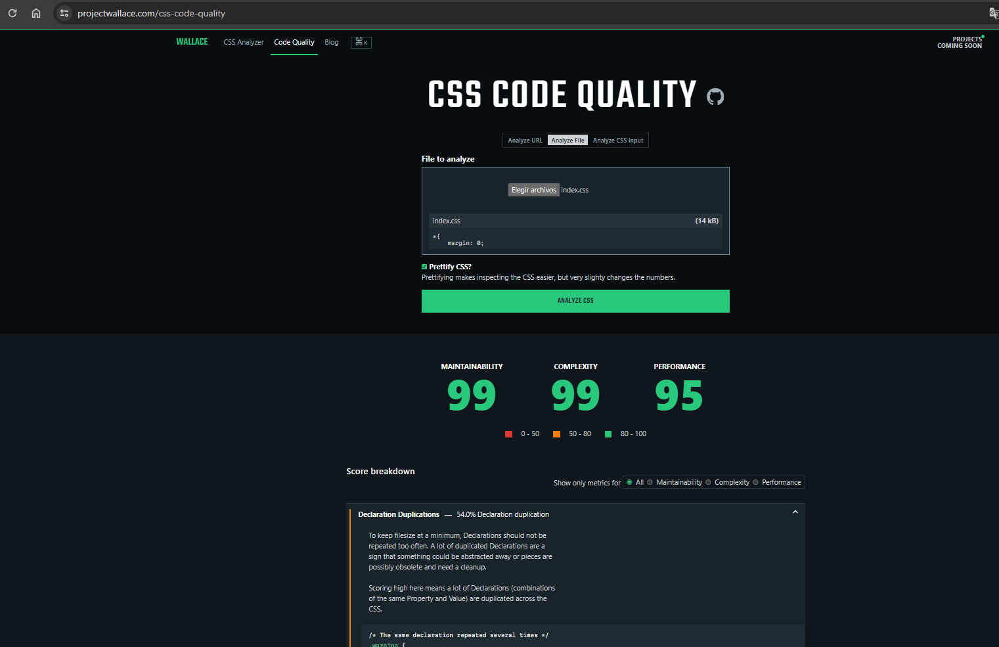 projectwallace.com/css-code-quality
WALLACE
CSS Analyzer
Code Quality
Blog
⌘ K
PROJECTS
COMING SOON
CSS CODE QUALITY
Analyze URL
Analyze File
Analyze CSS input
File to analyze
Elegir archivos index.css
index.css (14 kB)
*{
margin: 0;
Prettify CSS?
Prettifying makes inspecting the CSS easier, but very slighty changes the numbers.
ANALYZE CSS
MAINTAINABILITY
99
COMPLEXITY
99
PERFORMANCE
95
0 - 50
50 - 80
80 - 100
Score breakdown
Show only metrics for All Maintainability Complexity Performance
Declaration Duplications — 54.0% Declaration duplication
To keep filesize at a minimum, Declarations should not be
repeated too often. A lot of duplicated Declarations are a
sign that something could be abstracted away or pieces are
possibly obsolete and need a cleanup.
Scoring high here means a lot of Declarations (combinations
of the same Property and Value) are duplicated across the
CSS.
/* The same declaration repeated several times */
.warning {